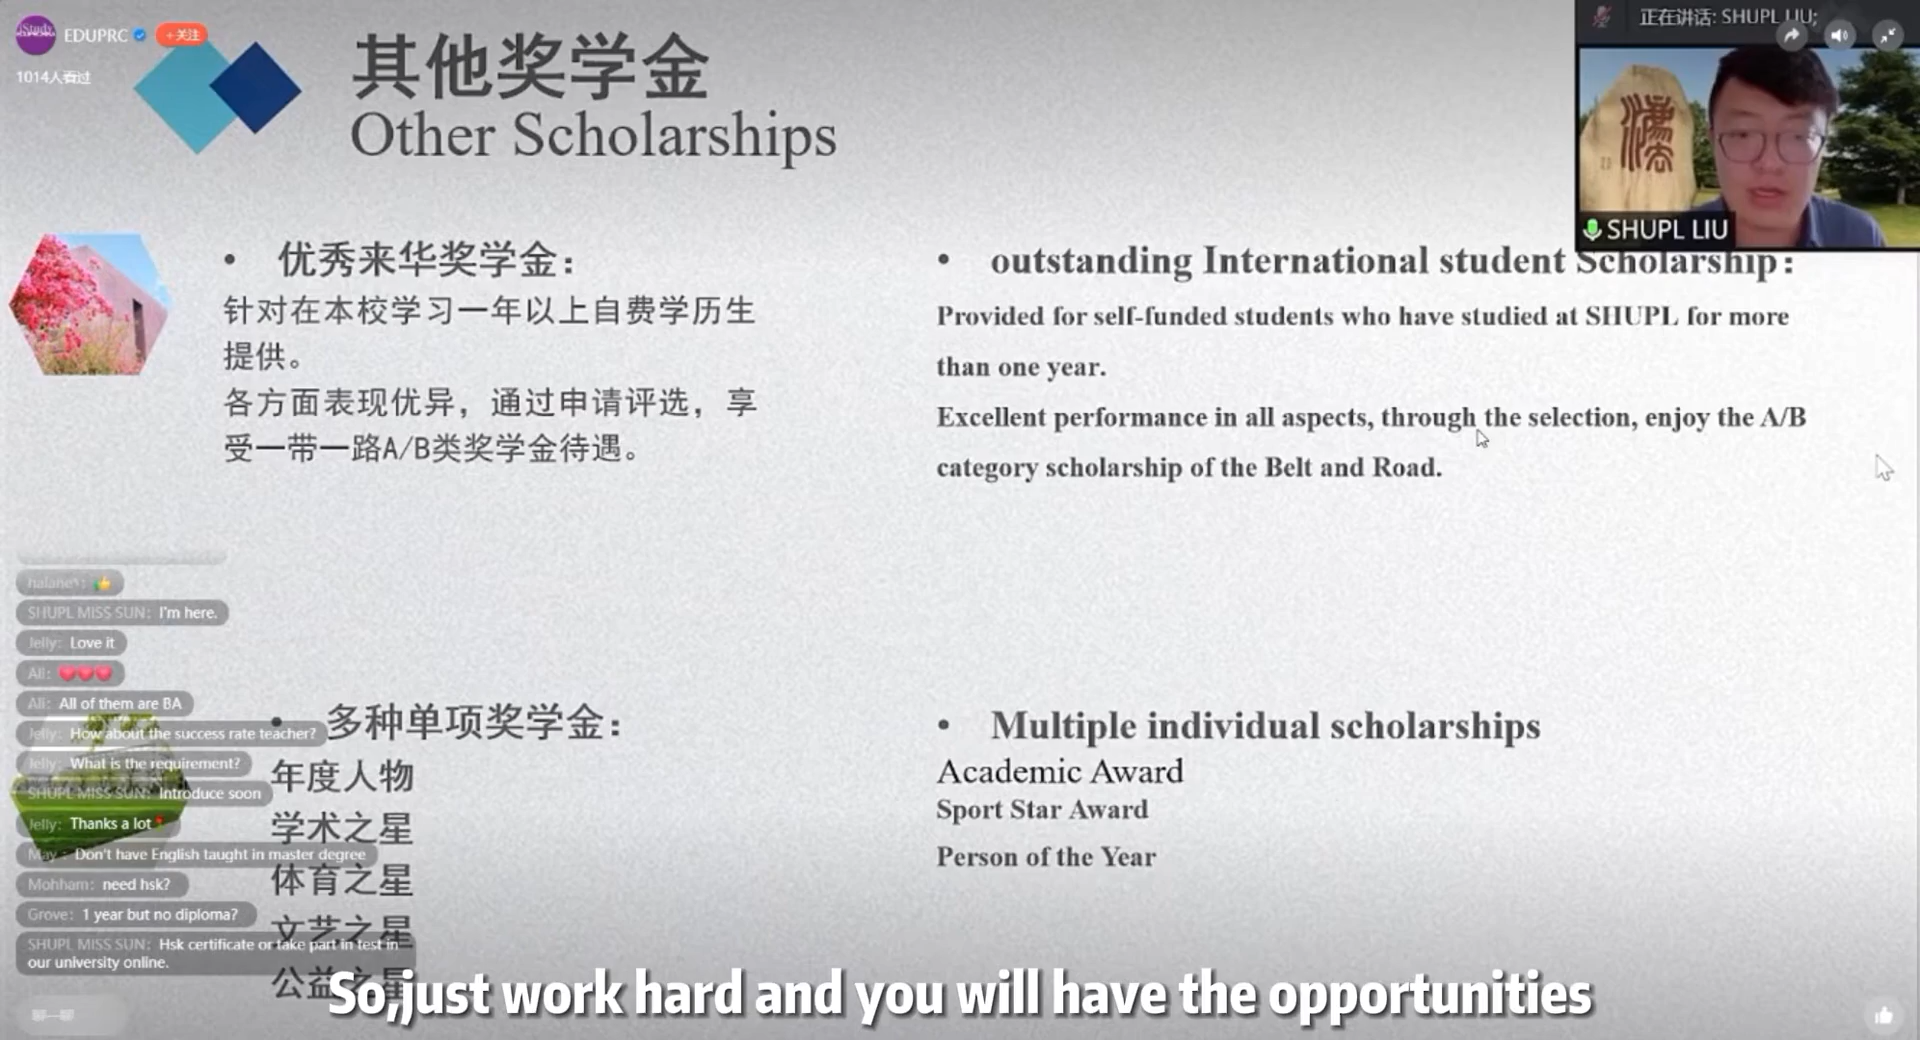 EDUPRC
+关注
1014人看过
其他奖学金
Other Scholarships
正在讲话: SHUPL LIU;
SHUPL LIU
优秀来华奖学金：
针对在本校学习一年以上自费学历生
提供。
各方面表现优异，通过申请评选，享
受一带一路A/B类奖学金待遇。
outstanding International student Scholarship：
Provided for self-funded students who have studied at SHUPL for more
than one year.
Excellent performance in all aspects, through the selection, enjoy the A/B
category scholarship of the Belt and Road.
多种单项奖学金：
年度人物
学术之星
体育之星
文艺之星
公益之星
Multiple individual scholarships
Academic Award
Sport Star Award
Person of the Year
SHUPL MISS SUN: I'm here.
Jelly: Love it
Ali: ❤❤❤
Ali: All of them are BA
Jelly: How about the success rate teacher?
Jelly: What is the requirement?
SHUPL MISS SUN: Introduce soon
Jelly: Thanks a lot
May: Don't have English taught in master degree
Mohham: need hsk?
Grove: 1 year but no diploma?
SHUPL MISS SUN: Hsk certificate or take part in test in
our university online.
So,just work hard and you will have the opportunities